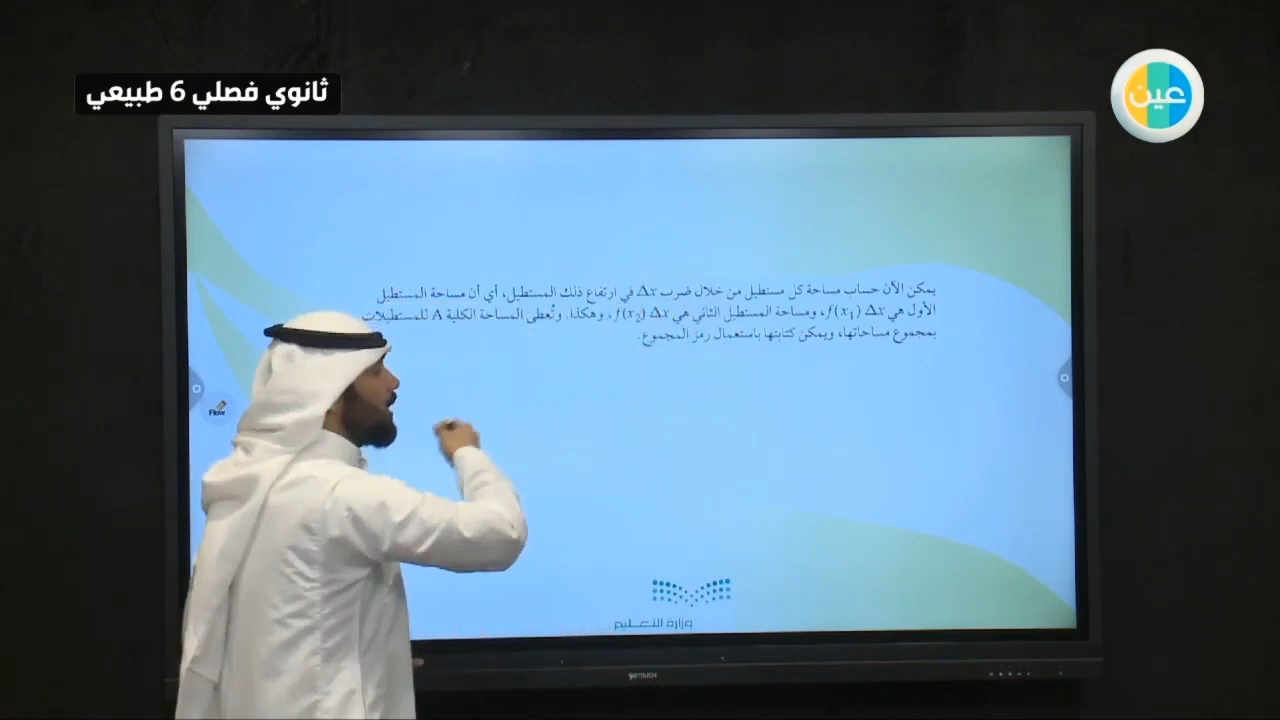 ثانوي فصلي 6 طبيعي
عين
يمكن الآن حساب مساحة كل مستطيل من خلال ضرب Δx في ارتفاع ذلك المستطيل، أي أن مساحة المستطيل
الأول هي f(x₁) Δx، ومساحة المستطيل الثاني هي f(x₂) Δx، وهكذا. وتُعطى المساحة الكلية A للمستطيلات
بمجموع مساحاتها، ويمكن كتابتها باستعمال رمز المجموع.
Flow
وزارة التعليم